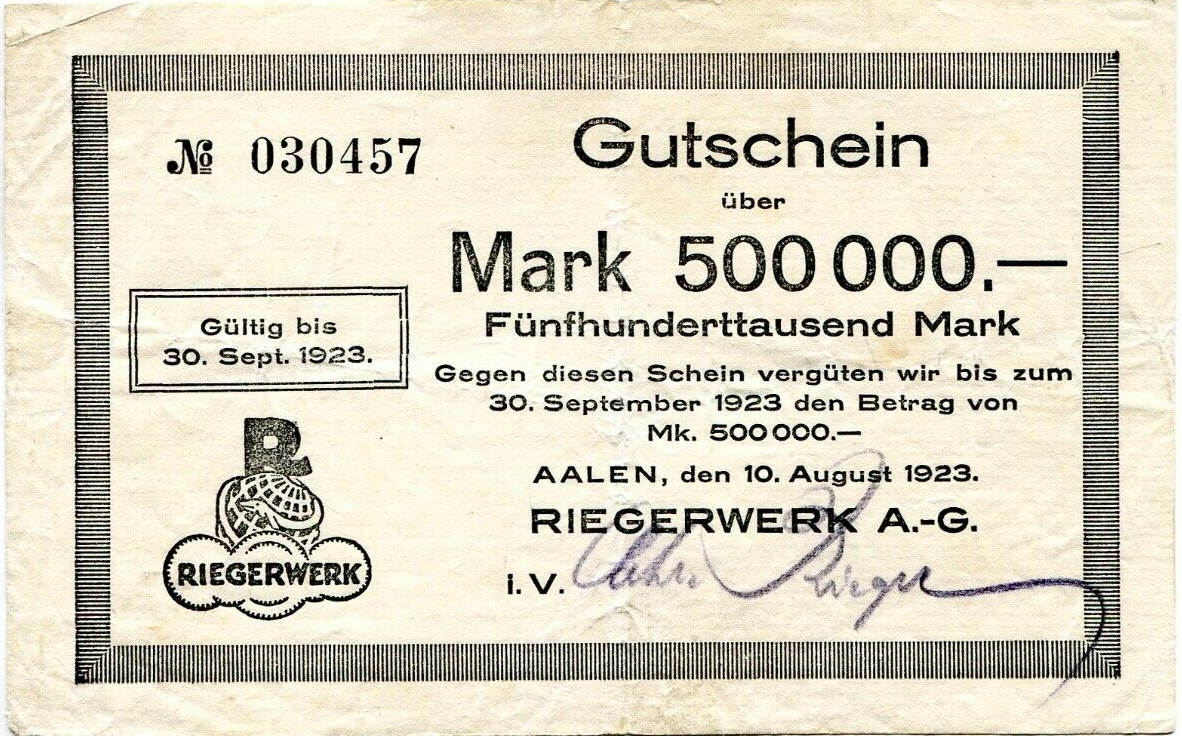 № 030457
Gutschein
über
Mark 500 000.—
Fünfhunderttausend Mark
Gültig bis
30. Sept. 1923.
Gegen diesen Schein vergüten wir bis zum
30. September 1923 den Betrag von
Mk. 500 000.—
AALEN, den 10. August 1923.
RIEGERWERK A.-G.
i. V. Rieger
R
RIEGERWERK